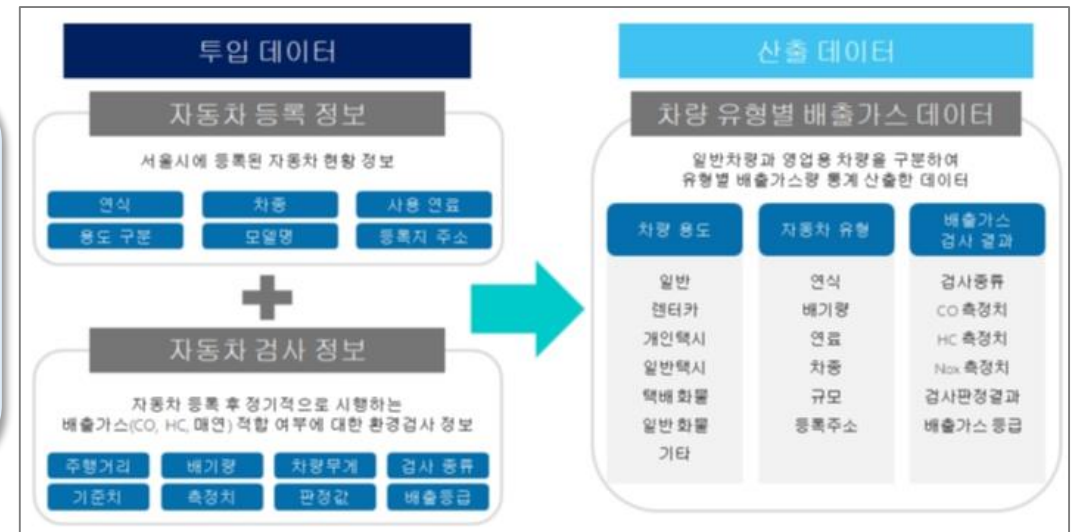 투입 데이터
자동차 등록 정보
서울시에 등록된 자동차 현황 정보
연식 차종 사용 연료
용도 구분 모델명 등록지 주소
자동차 검사 정보
자동차 등록 후 정기적으로 시행하는
배출가스(CO, HC, 매연) 적합 여부에 대한 환경검사 정보
주행거리 배기량 차량무게 검사 종류
기준치 측정치 판정값 배출등급
산출 데이터
차량 유형별 배출가스 데이터
일반차량과 영업용 차량을 구분하여
유형별 배출가스량 통계 산출한 데이터
차량 용도
일반
렌터카
개인택시
일반택시
택배 화물
일반 화물
기타
자동차 유형
연식
배기량
연료
차종
규모
등록주소
배출가스
검사 결과
검사종류
CO 측정치
HC 측정치
Nox 측정치
검사판정결과
배출가스 등급